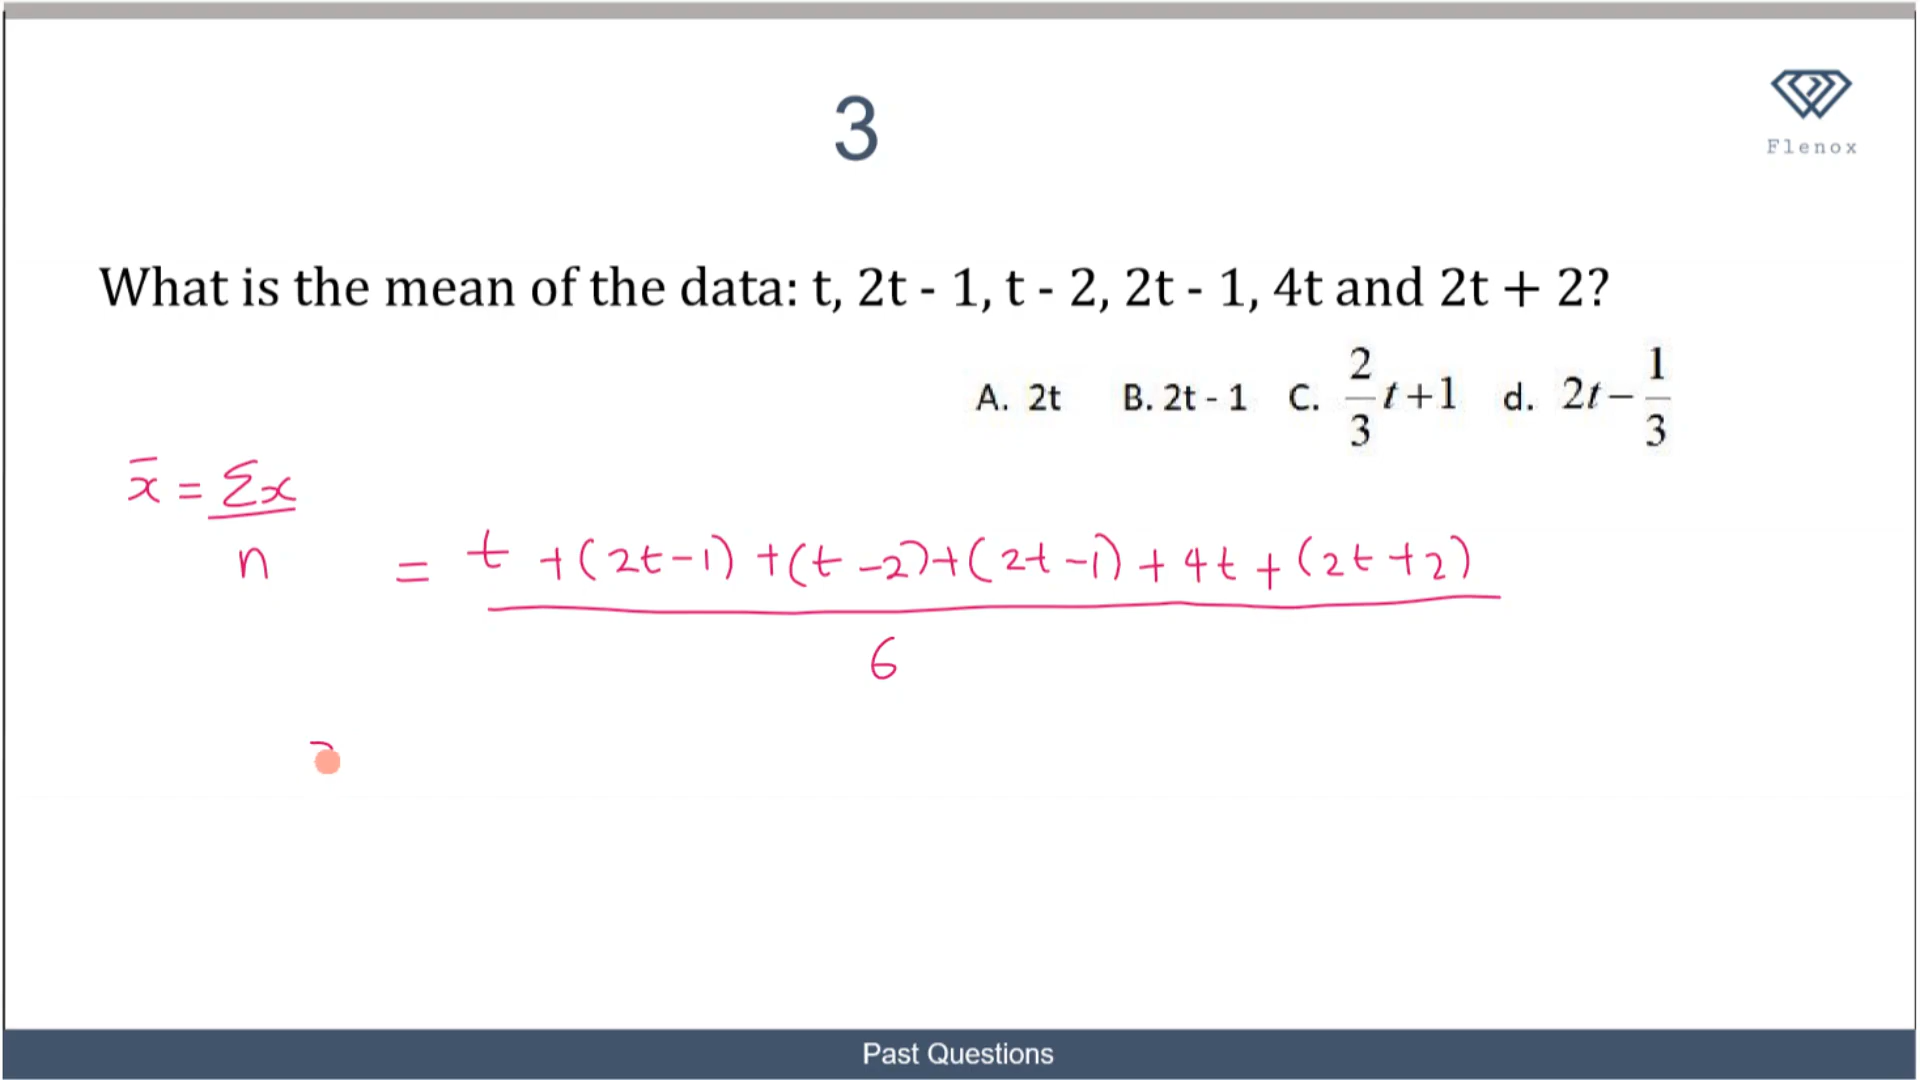 3
Flenox
What is the mean of the data: t, 2t - 1, t - 2, 2t - 1, 4t and 2t + 2?
A. 2t B. 2t - 1 C. 2/3 t+1 d. 2t− 1/3
x̄ = Σx / n
= t + (2t-1) + (t-2) + (2t-1) + 4t + (2t+2)
6
Past Questions